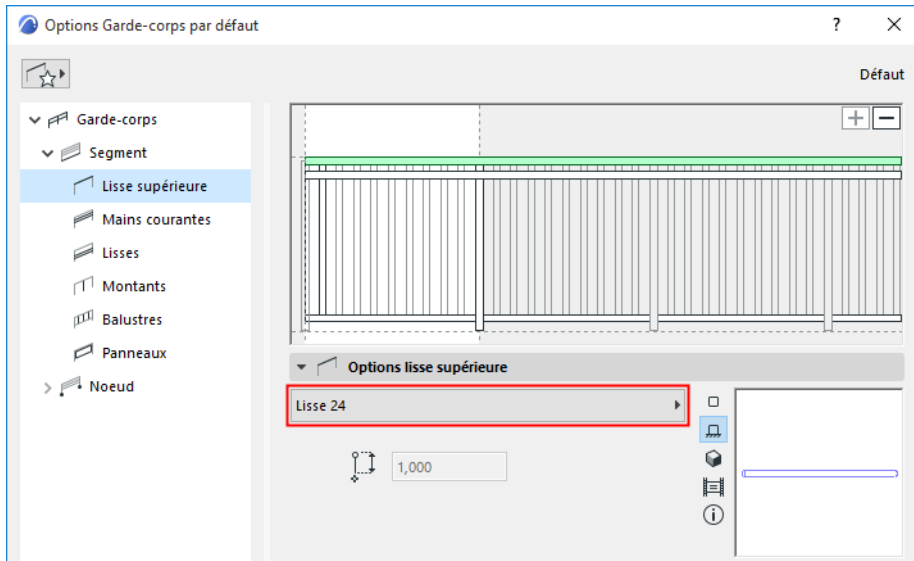 Options Garde-corps par défaut
Défaut
Garde-corps
Segment
Lisse supérieure
Mains courantes
Lisses
Montants
Balustres
Panneaux
Noeud
Options lisse supérieure
Lisse 24
1,000